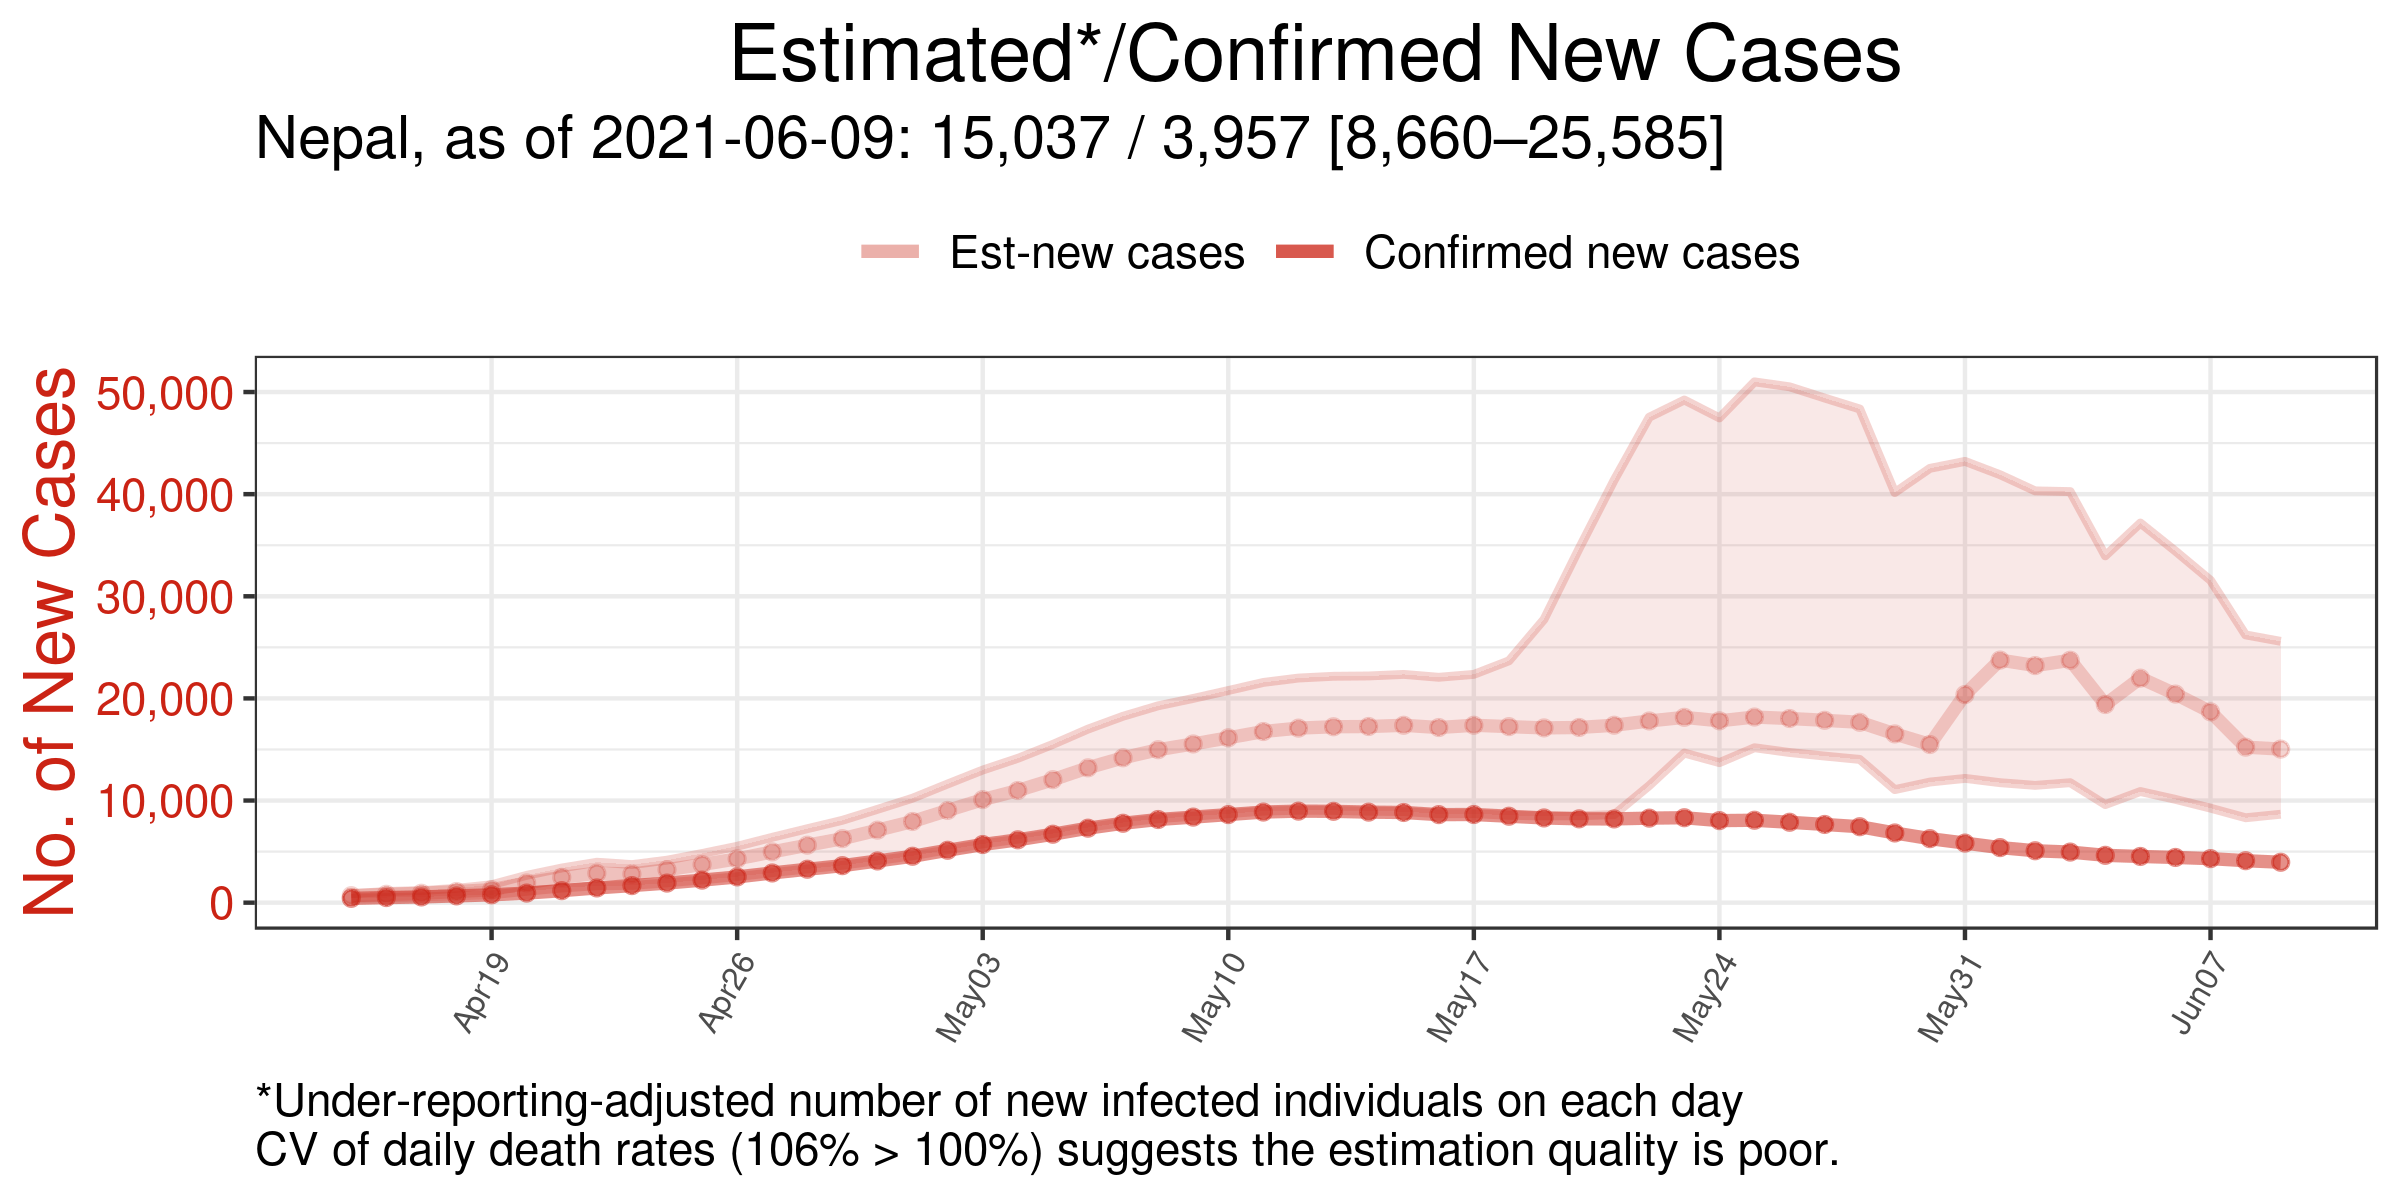 Estimated*/Confirmed New Cases
Nepal, as of 2021-06-09: 15,037 / 3,957 [8,660–25,585]
Est-new cases Confirmed new cases
No. of New Cases
50,000
40,000
30,000
20,000
10,000
0
Apr19 Apr26 May03 May10 May17 May24 May31 Jun07
*Under-reporting-adjusted number of new infected individuals on each day
CV of daily death rates (106% > 100%) suggests the estimation quality is poor.